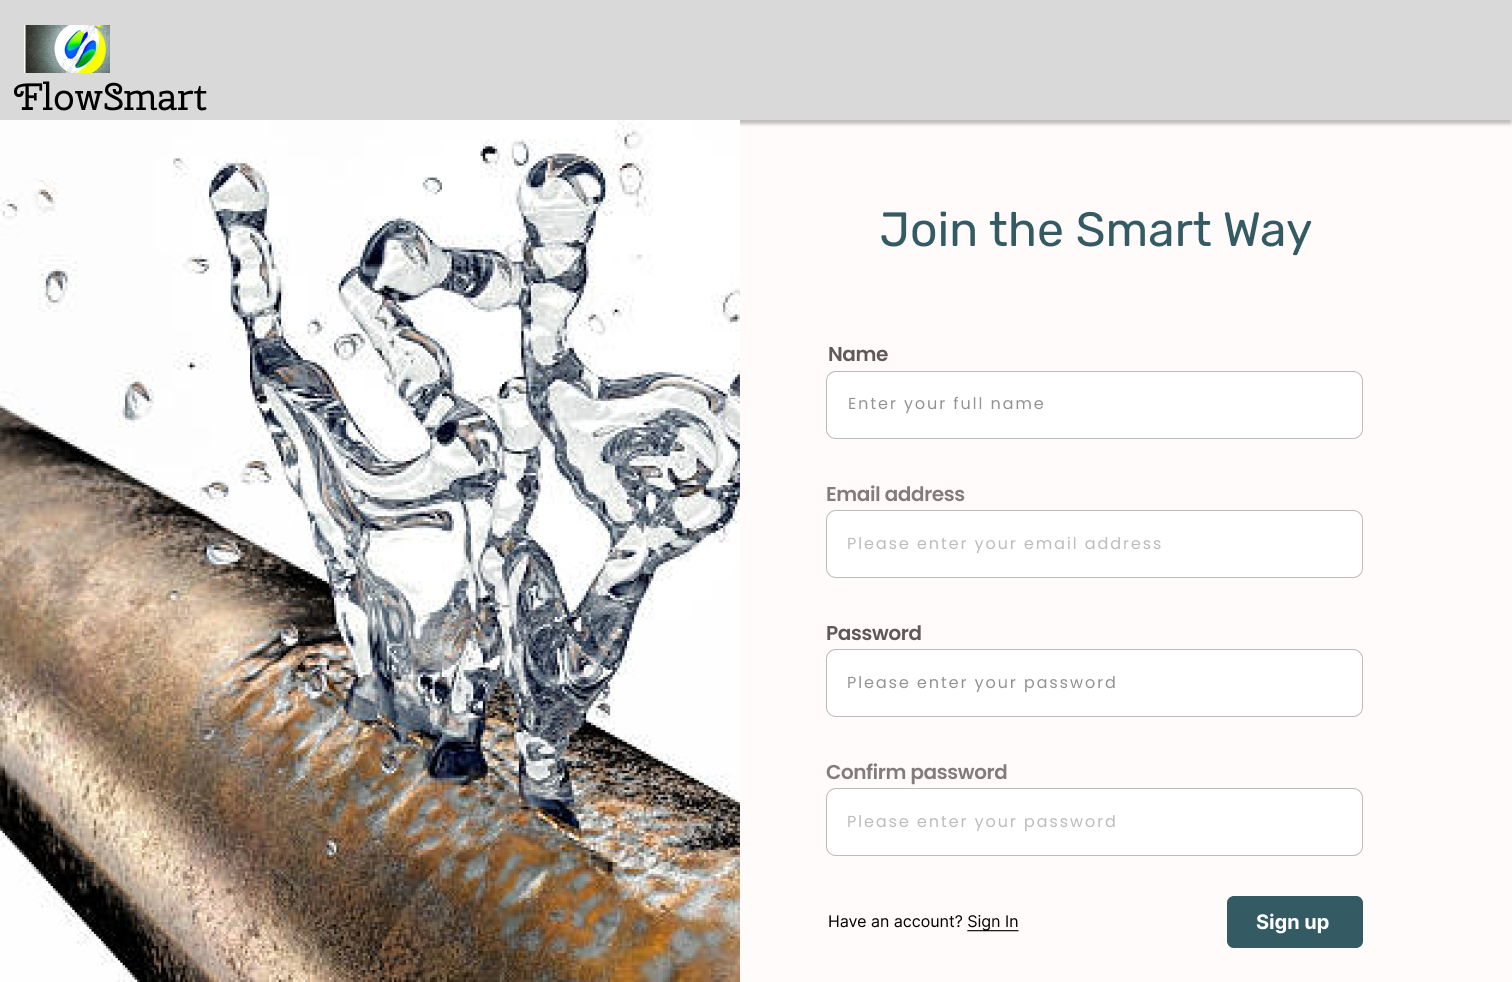 FlowSmart
Join the Smart Way
Name
Enter your full name
Email address
Please enter your email address
Password
Please enter your password
Confirm password
Please enter your password
Have an account? Sign In
Sign up